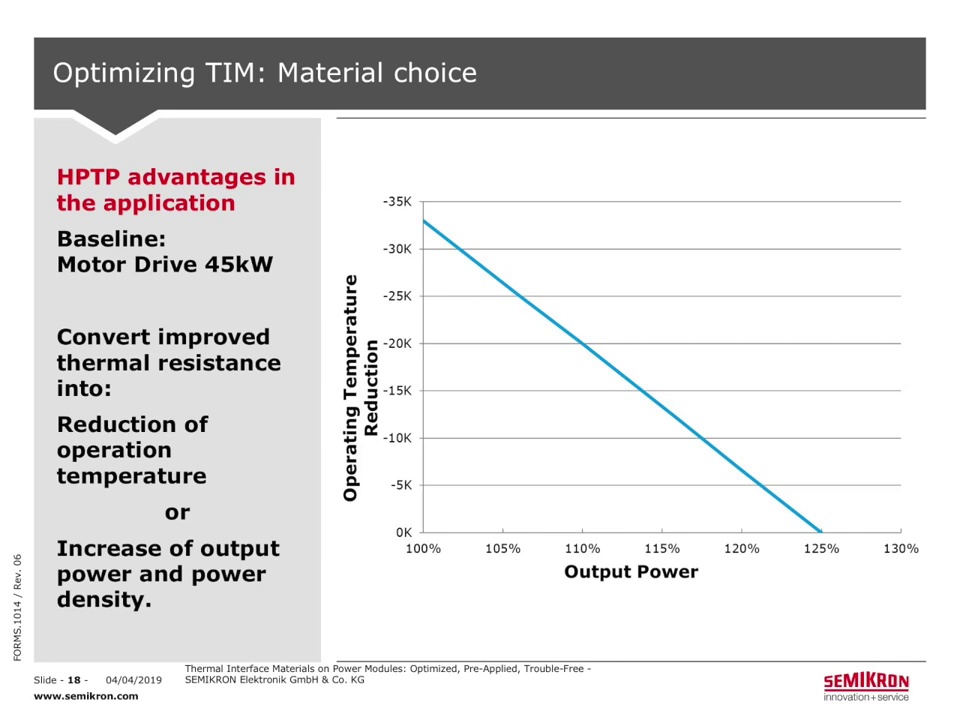 Optimizing TIM: Material choice
HPTP advantages in
the application
Baseline:
Motor Drive 45kW
Convert improved
thermal resistance
into:
Reduction of
operation
temperature
or
Increase of output
power and power
density.
Operating Temperature
Reduction
-35K
-30K
-25K
-20K
-15K
-10K
-5K
0K
100%
105%
110%
115%
120%
125%
130%
Output Power
FORMS.1014 / Rev. 06
Slide - 18 -
04/04/2019
Thermal Interface Materials on Power Modules: Optimized, Pre-Applied, Trouble-Free -
SEMIKRON Elektronik GmbH & Co. KG
www.semikron.com
SEMIKRON
innovation+service